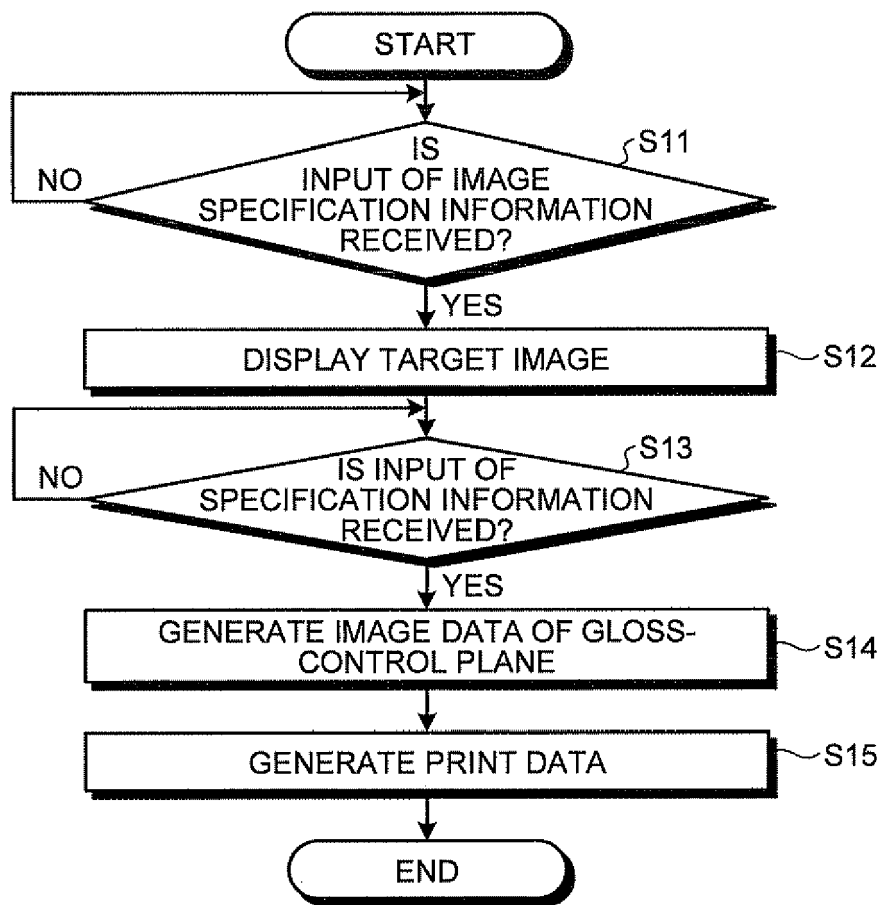 START
IS
INPUT OF IMAGE
SPECIFICATION INFORMATION
RECEIVED?
S11
NO
YES
DISPLAY TARGET IMAGE
S12
IS INPUT OF
SPECIFICATION INFORMATION
RECEIVED?
S13
NO
YES
GENERATE IMAGE DATA OF GLOSS-
CONTROL PLANE
S14
GENERATE PRINT DATA
S15
END